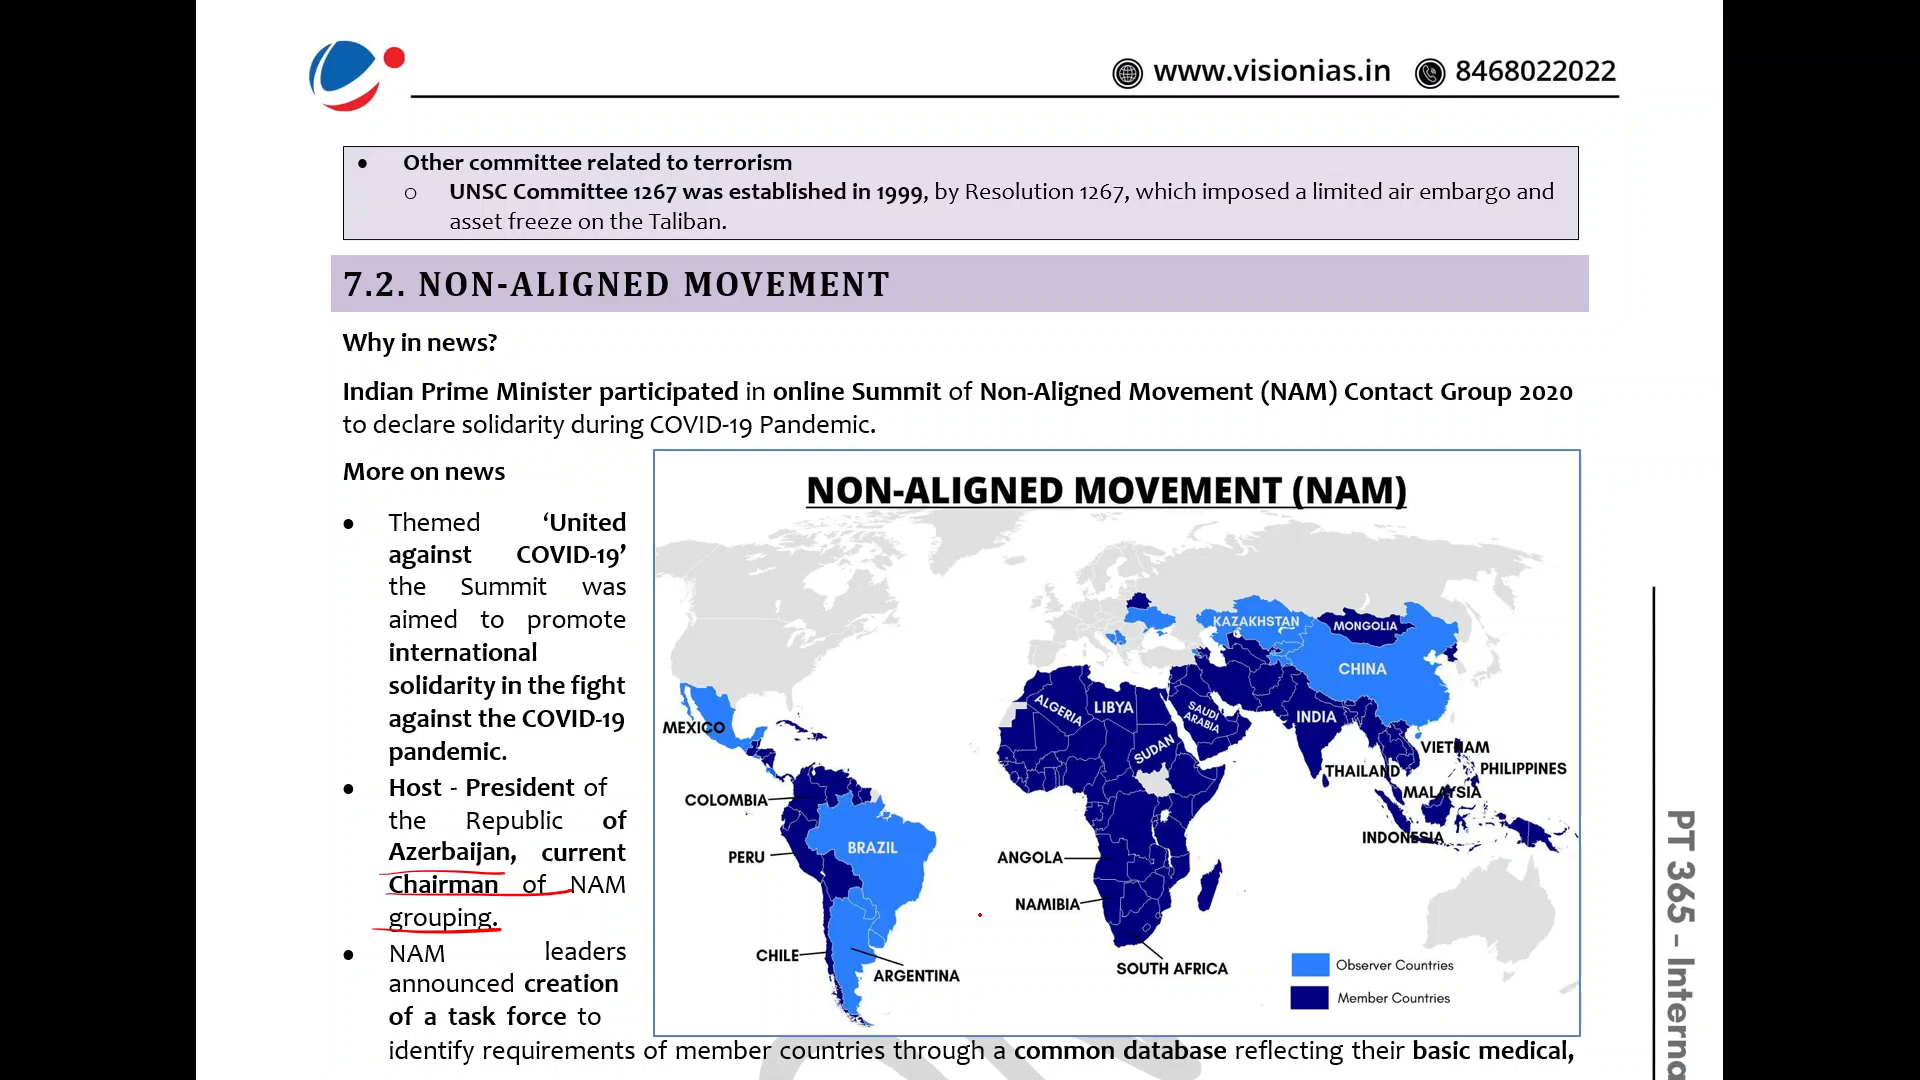 www.visionias.in 8468022022
• Other committee related to terrorism
o UNSC Committee 1267 was established in 1999, by Resolution 1267, which imposed a limited air embargo and
asset freeze on the Taliban.
7.2. NON-ALIGNED MOVEMENT
Why in news?
Indian Prime Minister participated in online Summit of Non-Aligned Movement (NAM) Contact Group 2020
to declare solidarity during COVID-19 Pandemic.
More on news
• Themed ‘United
against COVID-19’
the Summit was
aimed to promote
international
solidarity in the fight
against the COVID-19
pandemic.
• Host - President of
the Republic of
Azerbaijan, current
Chairman of NAM
grouping.
• NAM leaders
announced creation
of a task force to
identify requirements of member countries through a common database reflecting their basic medical,
NON-ALIGNED MOVEMENT (NAM)
KAZAKHSTAN
MONGOLIA
CHINA
ALGERIA
LIBYA
SAUDI
ARABIA
INDIA
MEXICO
SUDAN
VIETNAM
THAILAND
PHILIPPINES
MALAYSIA
COLOMBIA
INDONESIA
BRAZIL
PERU
ANGOLA
NAMIBIA
CHILE
ARGENTINA
SOUTH AFRICA
Observer Countries
Member Countries
PT 365 - Interna